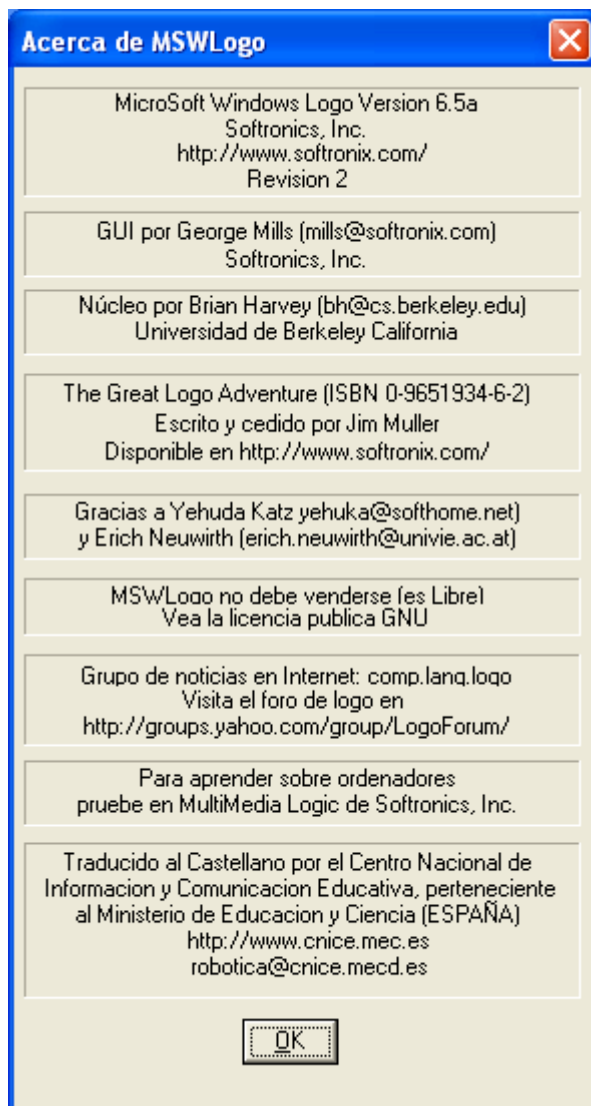 Acerca de MSWLogo
MicroSoft Windows Logo Version 6.5a
Softronics, Inc.
http://www.softronix.com/
Revision 2
GUI por George Mills (mills@softronix.com)
Softronics, Inc.
Núcleo por Brian Harvey (bh@cs.berkeley.edu)
Universidad de Berkeley California
The Great Logo Adventure (ISBN 0-9651934-6-2)
Escrito y cedido por Jim Muller
Disponible en http://www.softronix.com/
Gracias a Yehuda Katz yehuka@softhome.net)
y Erich Neuwirth (erich.neuwirth@univie.ac.at)
MSWLogo no debe venderse (es Libre)
Vea la licencia publica GNU
Grupo de noticias en Internet: comp.lang.logo
Visita el foro de logo en
http://groups.yahoo.com/group/LogoForum/
Para aprender sobre ordenadores
pruebe en MultiMedia Logic de Softronics, Inc.
Traducido al Castellano por el Centro Nacional de
Informacion y Comunicacion Educativa, perteneciente
al Ministerio de Educacion y Ciencia (ESPAÑA)
http://www.cnice.mec.es
robotica@cnice.mecd.es
OK